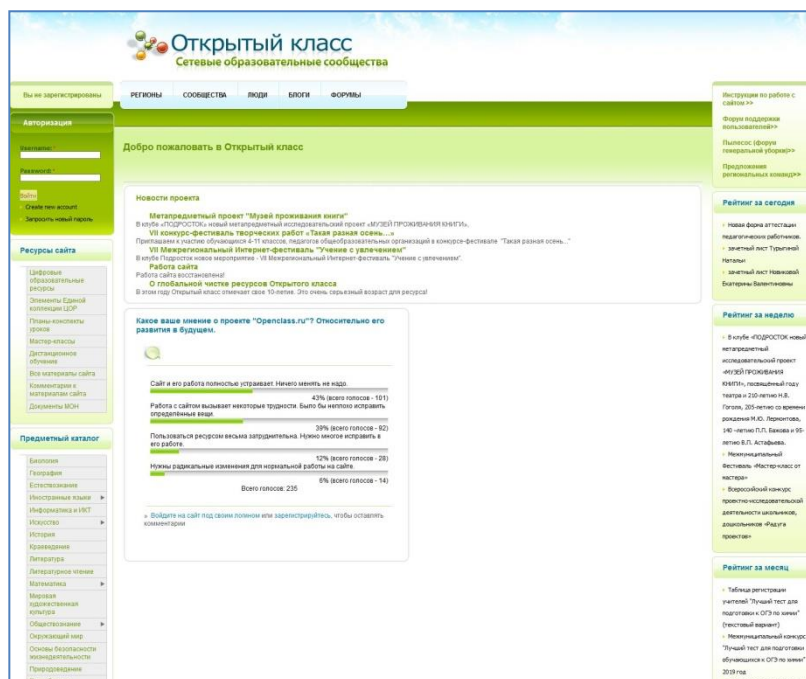 Открытый класс
Сетевые образовательные сообщества
Вы не зарегистрированы
РЕГИОНЫ СООБЩЕСТВА ЛЮДИ БЛОГИ ФОРУМЫ
Авторизация
Username: *
Password: *
Войти
Create new account
Запросить новый пароль
Ресурсы сайта
Цифровые
образовательные
ресурсы
Элементы Единой
коллекции ЦОР
Планы-конспекты
уроков
Мастер-классы
Дистанционное
обучение
Все материалы сайта
Комментарии к
материалам сайта
Документы МОН
Предметный каталог
Биология
География
Естествознание
Иностранные языки
Информатика и ИКТ
Искусство
История
Краеведение
Литература
Литературное чтение
Математика
Мировая
художественная
культура
Обществознание
Окружающий мир
Основы безопасности
жизнедеятельности
Природоведение
Добро пожаловать в Открытый класс
Новости проекта
Метапредметный проект "Музей проживания книги"
В клубе «ПОДРОСТОК» новый метапредметный исследовательский проект «МУЗЕЙ ПРОЖИВАНИЯ КНИГИ»,
VII конкурс-фестиваль творческих работ «Такая разная осень...»
Приглашаем к участию обучающихся 4-11 классов, педагогов общеобразовательных организаций в конкурсе-фестивале "Такая разная осень..."
VII Межрегиональный Интернет-фестиваль "Учение с увлечением"
В клубе Подросток новое мероприятие - VII Межрегиональный Интернет-фестиваль "Учение с увлечением".
Работа сайта
Работа сайта восстановлена!
О глобальной чистке ресурсов Открытого класса
В этом году Открытый класс отмечает свое 10-летие. Это очень серьезный возраст для ресурса!
Какое ваше мнение о проекте "Openclass.ru"? Относительно его
развития в будущем.
Сайт и его работа полностью устраивает. Ничего менять не надо.
43% (всего голосов - 101)
Работа с сайтом вызывает некоторые трудности. Было бы неплохо исправить
определённые вещи.
39% (всего голосов - 92)
Пользоваться ресурсом весьма затруднительна. Нужно многое исправить в
его работе.
12% (всего голосов - 28)
Нужны радикальные изменения для нормальной работы на сайте.
6% (всего голосов - 14)
Всего голосов: 235
» Войдите на сайт под своим логином или зарегистрируйтесь, чтобы оставлять
комментарии
Инструкции по работе с
сайтом >>
Форум поддержки
пользователей>>
Пылесос (форум
генеральной уборки)>>
Предложения
региональных команд>>
Рейтинг за сегодня
Новая форма аттестации
педагогических работников.
зачетный лист Турыгиной
Натальи
зачетный лист Новиковой
Екатерины Валентиновны
Рейтинг за неделю
В клубе «ПОДРОСТОК новый
метапредметный
исследовательский проект
«МУЗЕЙ ПРОЖИВАНИЯ
КНИГИ», посвящённый году
театра и 210-летию Н.В.
Гоголя, 205-летию со времени
рождения М.Ю. Лермонтова,
140 -летию П.П. Бажова и 95-
летию В.П. Астафьева.
Межмуниципальный
Фестиваль «Мастер-класс от
мастера»
Всероссийский конкурс
проектно-исследовательской
деятельности школьников,
дошкольников «Радуга
проектов»
Рейтинг за месяц
Таблица регистрации
учителей "Лучший тест для
подготовки к ОГЭ по химии"
(текстовый вариант)
Межмуниципальный конкурс
"Лучший тест для подготовки
обучающихся к ОГЭ по химии"
2019 год